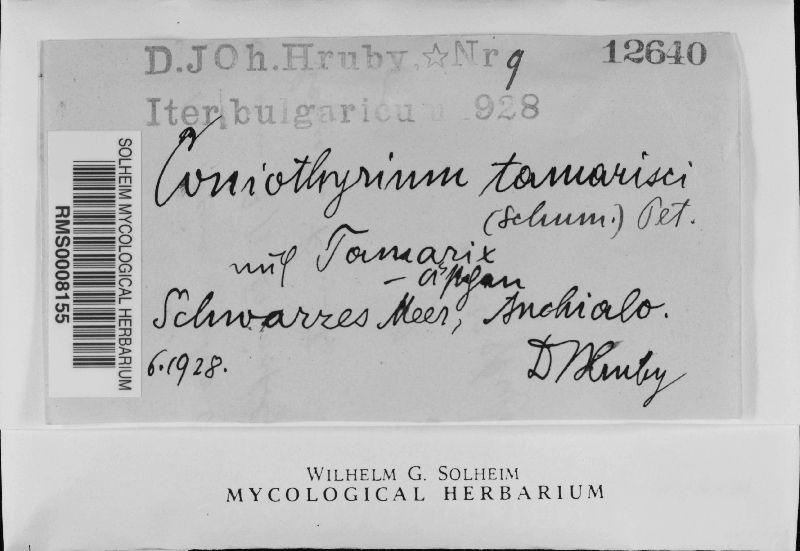 D.JOh.Hruby.☆Nr 9
12640
Iter bulgaricum 1928
Coniothyrium tamarisci
(Schum.) Pet.
auf Tamarix
Schwarzes Meer, Anchialo.
6.1928.
D Hruby
SOLHEIM MYCOLOGICAL HERBARIUM
RMS0008155
WILHELM G. SOLHEIM
MYCOLOGICAL HERBARIUM